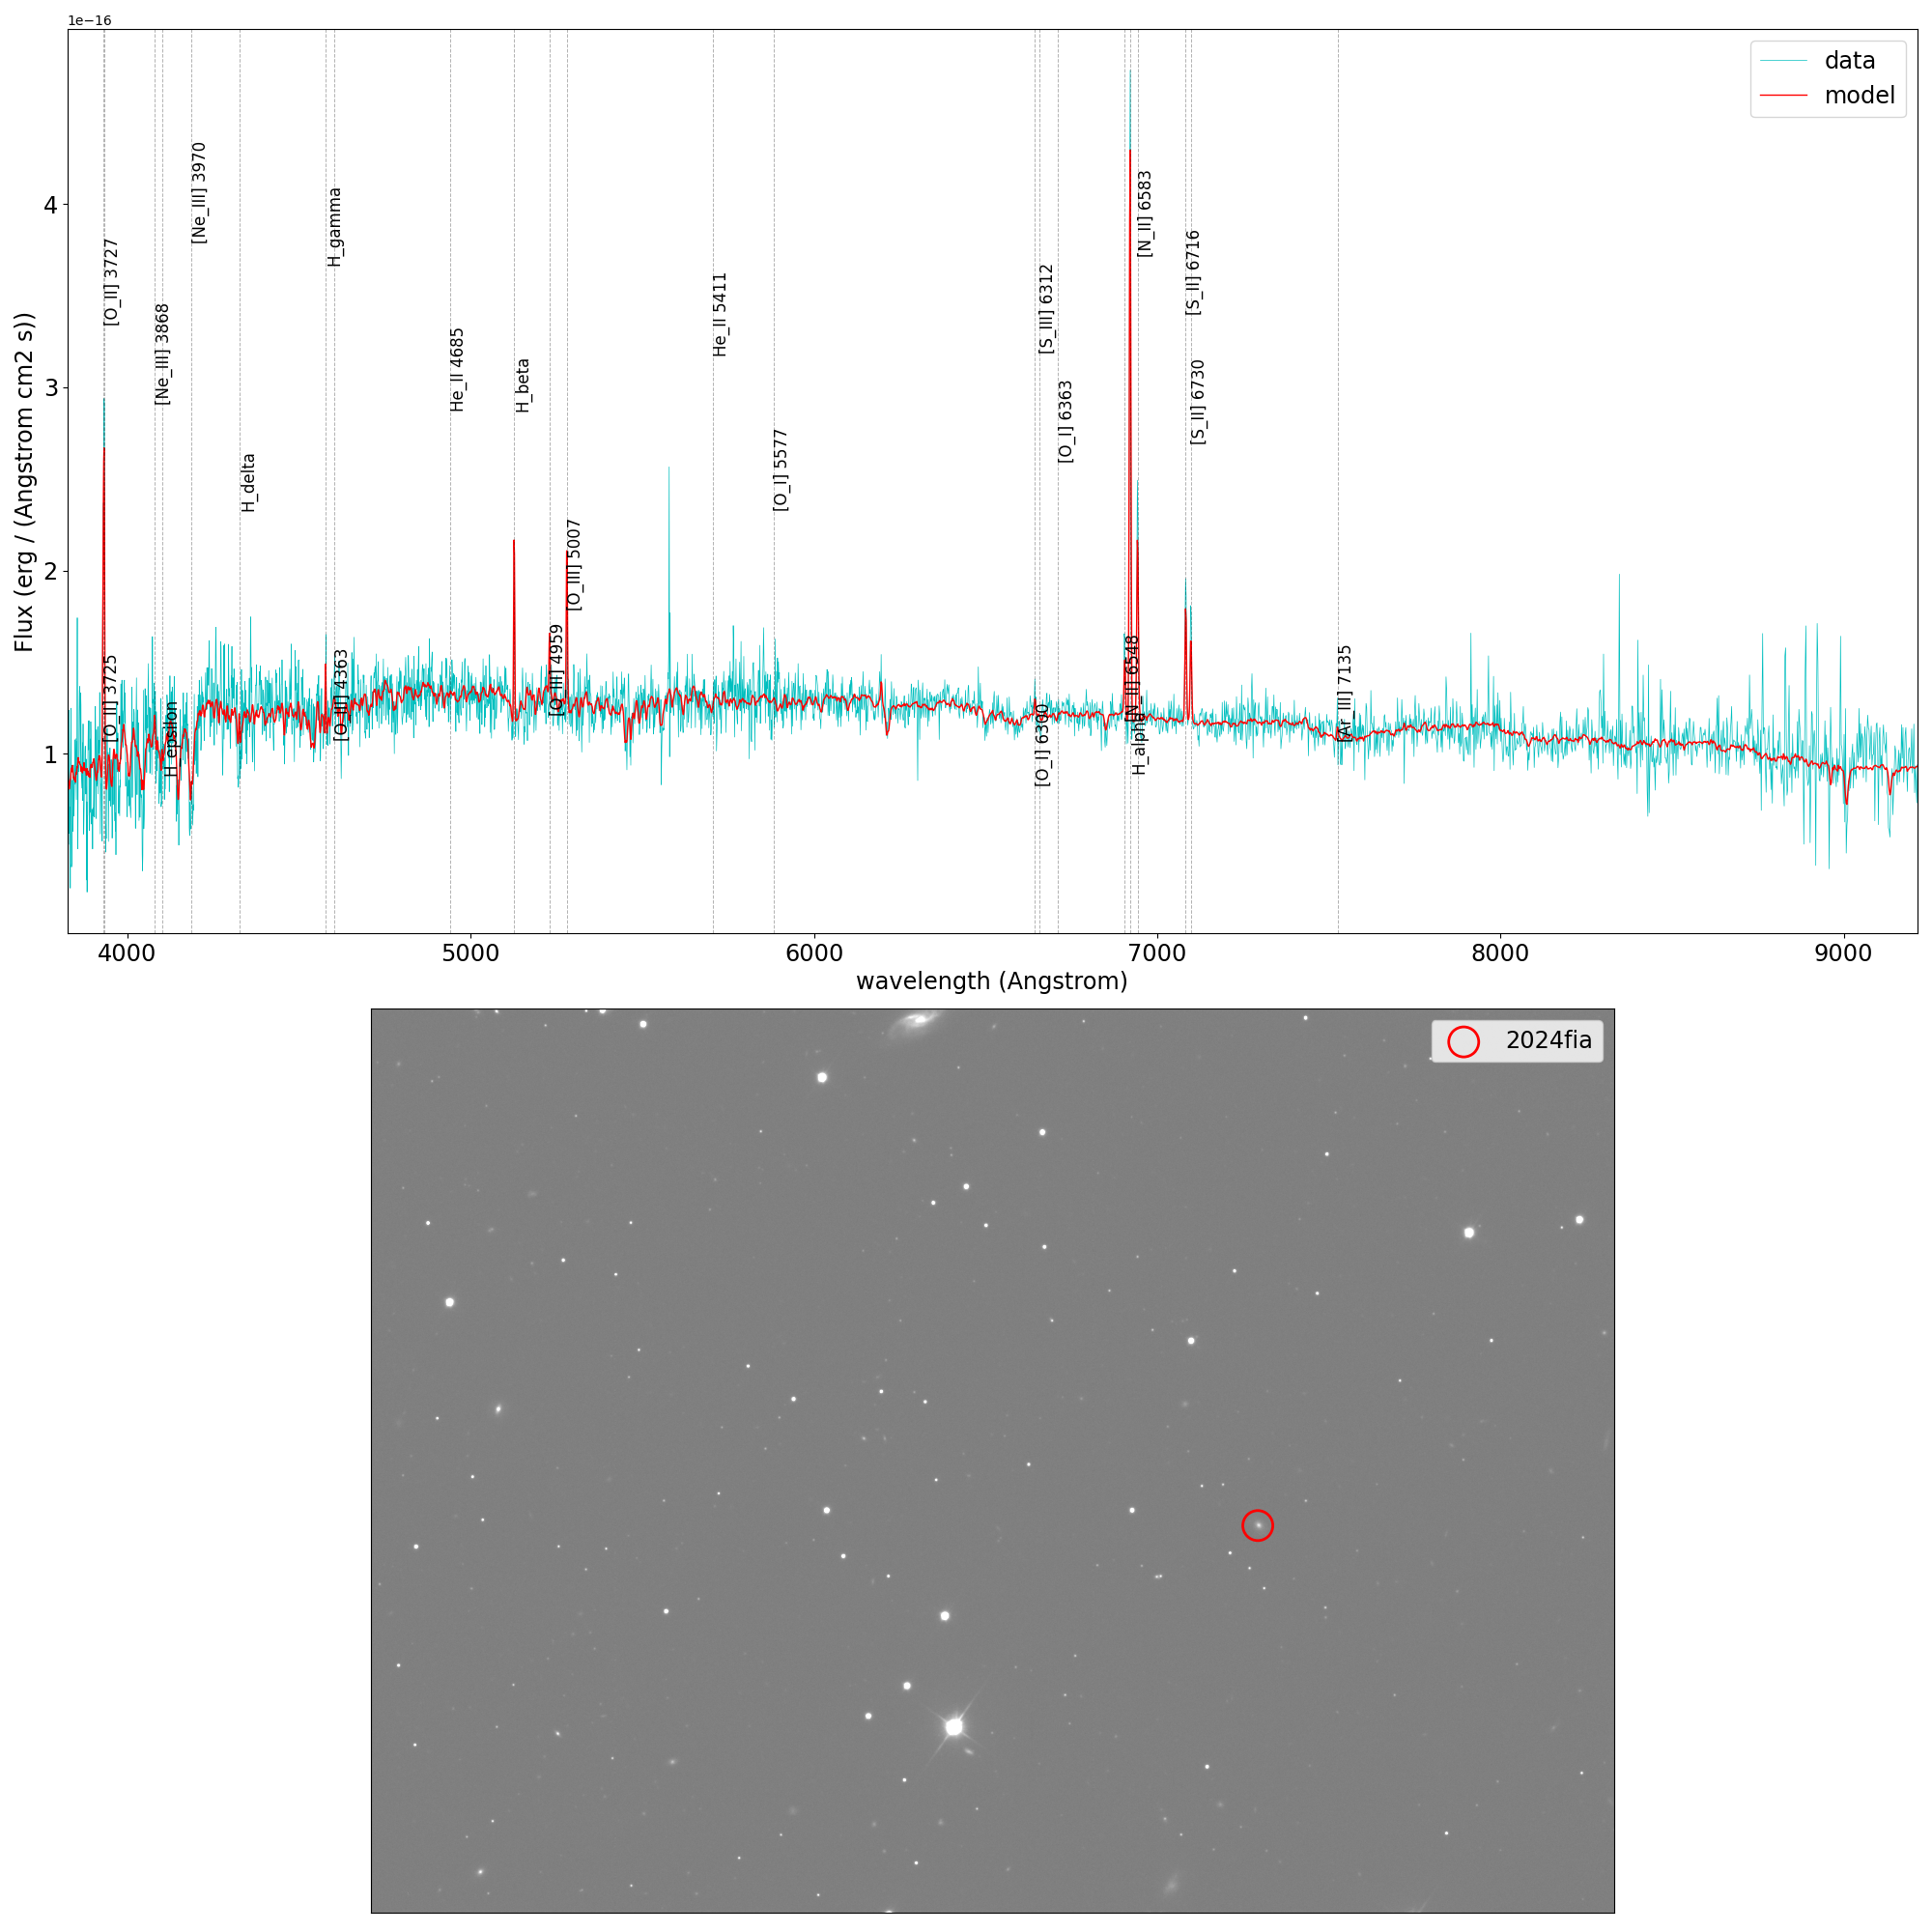 1e−16
data
model
Flux (erg / (Angstrom cm2 s))
4
3
2
1
[O_II] 3727
[O_II] 3725
[Ne_III] 3868
H_epsilon
[Ne_III] 3970
H_delta
H_gamma
[O_III] 4363
He_II 4685
H_beta
[O_III] 4959
[O_III] 5007
He_II 5411
[O_I] 5577
[O_I] 6300
[S_III] 6312
[O_I] 6363
[N_II] 6548
H_alpha
[N_II] 6583
[S_II] 6716
[S_II] 6730
[Ar_III] 7135
4000 5000 6000 7000 8000 9000
wavelength (Angstrom)
2024fia